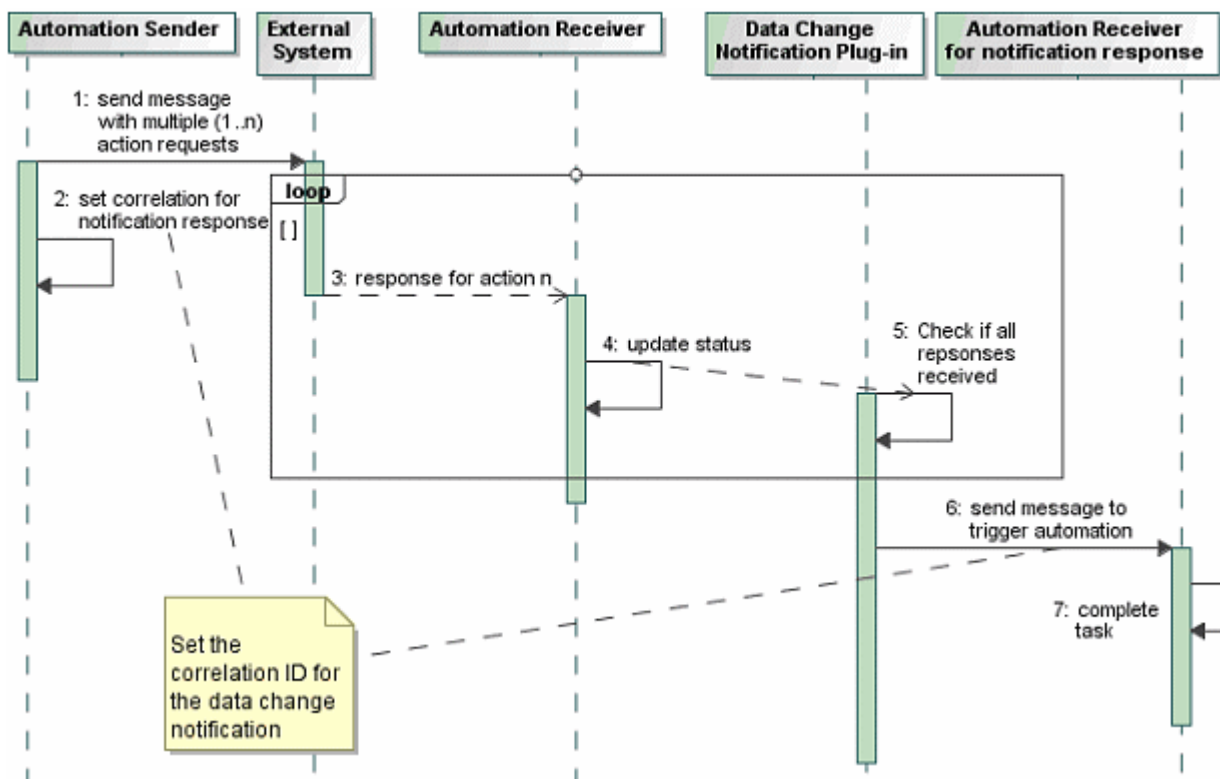 Automation Sender
External
System
Automation Receiver
Data Change
Notification Plug-in
Automation Receiver
for notification response
1: send message
with multiple (1..n)
action requests
loop
2: set correlation for
notification response
[ ]
3: response for action n
4: update status
5: Check if all
repsonses
received
6: send message to
trigger automation
7: complete
task
Set the
correlation ID for
the data change
notification